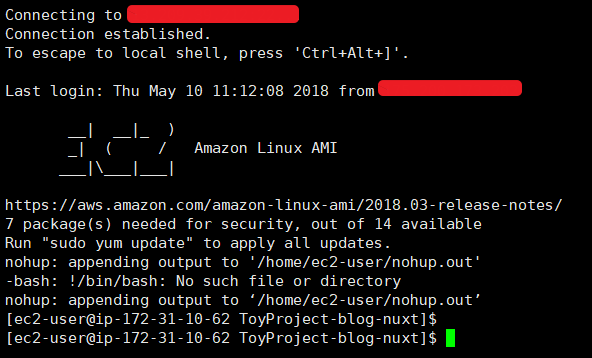 Connecting to
Connection established.
To escape to local shell, press 'Ctrl+Alt+]'.
Last login: Thu May 10 11:12:08 2018 from
__|  __|_  )
_|  (     /   Amazon Linux AMI
___|\___|___|
https://aws.amazon.com/amazon-linux-ami/2018.03-release-notes/
7 package(s) needed for security, out of 14 available
Run "sudo yum update" to apply all updates.
nohup: appending output to '/home/ec2-user/nohup.out'
-bash: !/bin/bash: No such file or directory
nohup: appending output to ‘/home/ec2-user/nohup.out’
[ec2-user@ip-172-31-10-62 ToyProject-blog-nuxt]$
[ec2-user@ip-172-31-10-62 ToyProject-blog-nuxt]$